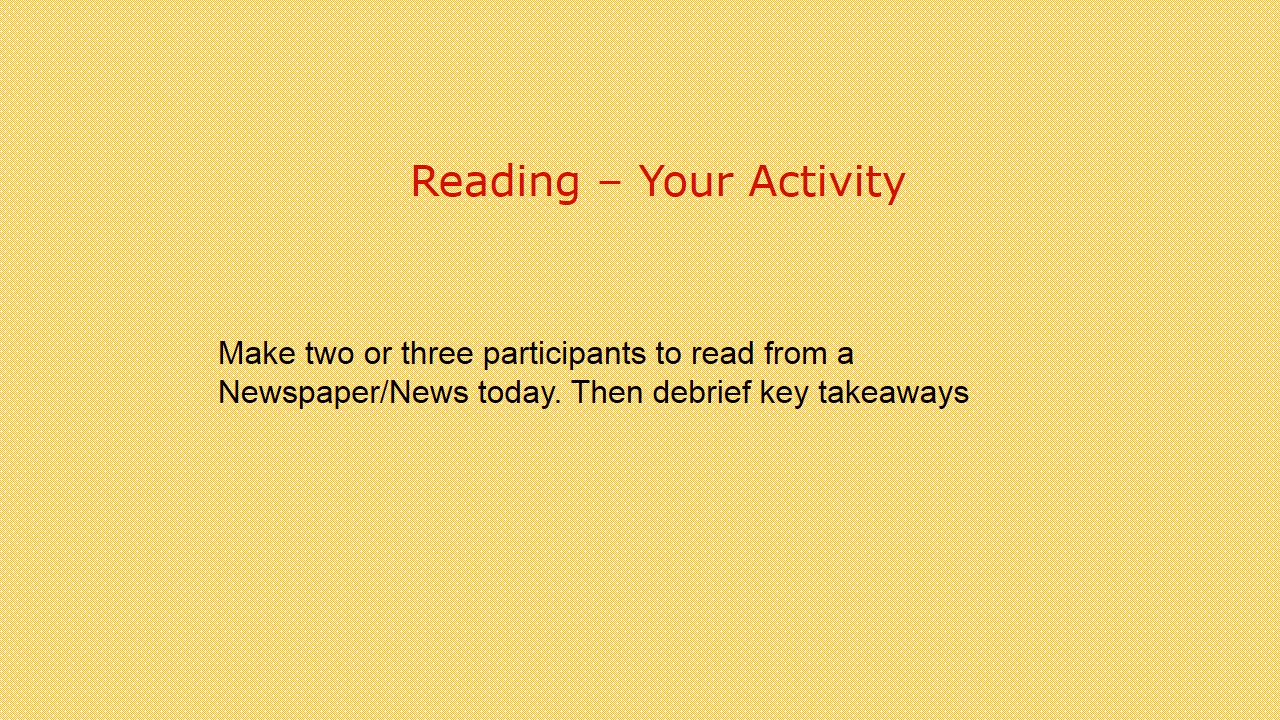 Reading – Your Activity
Make two or three participants to read from a
Newspaper/News today. Then debrief key takeaways